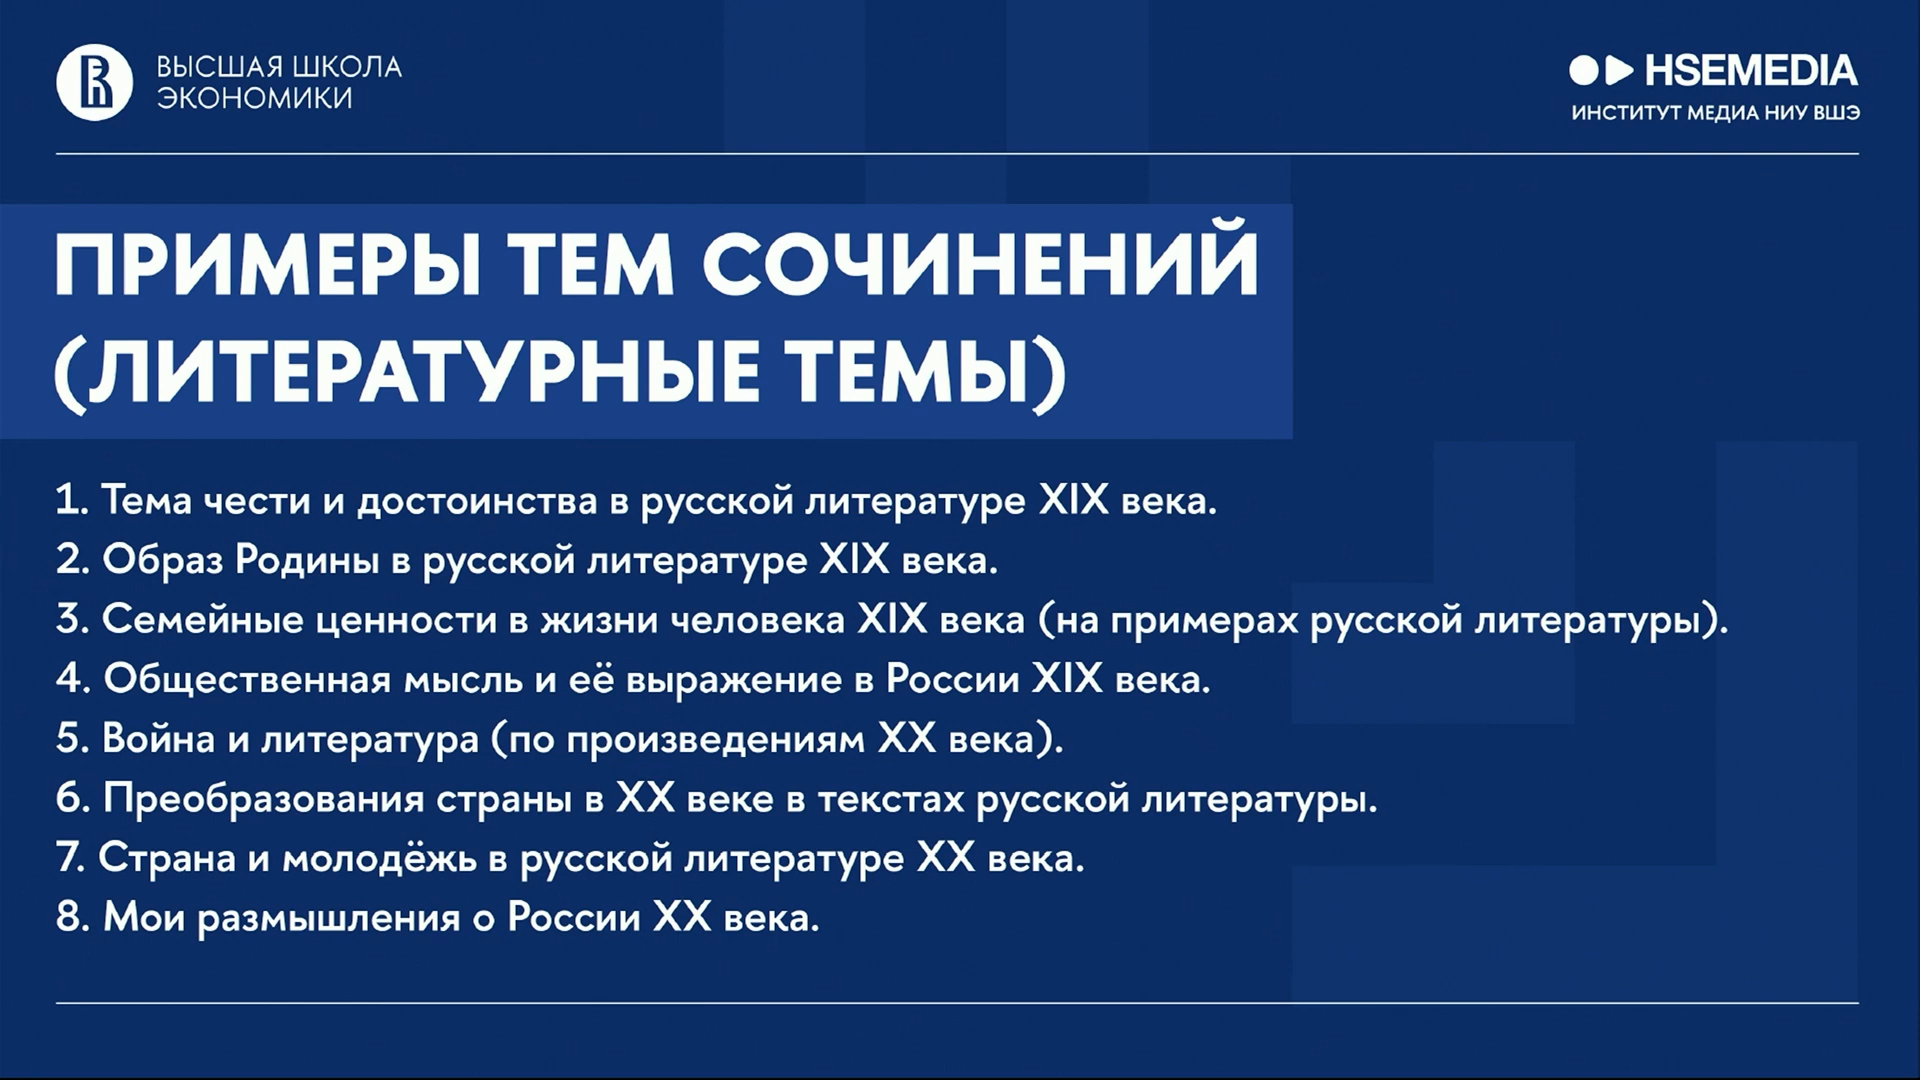 ВЫСШАЯ ШКОЛА
ЭКОНОМИКИ
HSEMEDIA
ИНСТИТУТ МЕДИА НИУ ВШЭ
ПРИМЕРЫ ТЕМ СОЧИНЕНИЙ
(ЛИТЕРАТУРНЫЕ ТЕМЫ)
1. Тема чести и достоинства в русской литературе XIX века.
2. Образ Родины в русской литературе XIX века.
3. Семейные ценности в жизни человека XIX века (на примерах русской литературы).
4. Общественная мысль и её выражение в России XIX века.
5. Война и литература (по произведениям XX века).
6. Преобразования страны в XX веке в текстах русской литературы.
7. Страна и молодёжь в русской литературе XX века.
8. Мои размышления о России XX века.